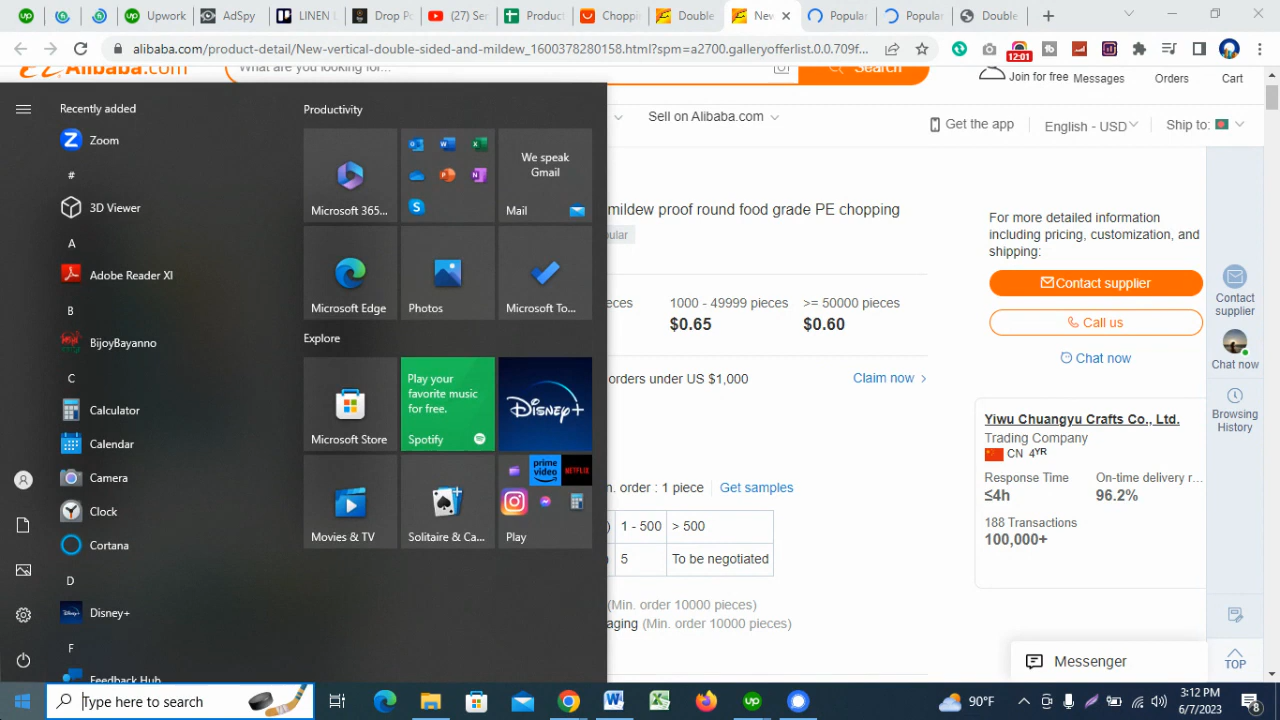 Upwork
AdSpy
LINEN L
Drop Po
(27) Ser
Product
Choppi
Double
New
Popular
Popular
Double
alibaba.com/product-detail/New-vertical-double-sided-and-mildew_1600378280158.html?spm=a2700.galleryofferlist.0.0.709f...
12:01
Alibaba.com
What are you looking for...
Search
Join for free
Messages
Orders
Cart
Sell on Alibaba.com
Get the app
English - USD
Ship to:
Recently added
Zoom
#
3D Viewer
A
Adobe Reader XI
B
BijoyBayanno
C
Calculator
Calendar
Camera
Clock
Cortana
D
Disney+
F
Feedback Hub
Productivity
Microsoft 365...
We speak
Gmail
Mail
Microsoft Edge
Photos
Microsoft To...
Explore
Microsoft Store
Play your
favorite music
for free.
Spotify
Disney+
prime
video
NETFLIX
Movies & TV
Solitaire & Ca...
Play
mildew proof round food grade PE chopping
ular
eces
1000 - 49999 pieces
>= 50000 pieces
$0.65
$0.60
orders under US $1,000
Claim now
n. order : 1 piece
Get samples
)
1 - 500
> 500
)
5
To be negotiated
(Min. order 10000 pieces)
aging (Min. order 10000 pieces)
For more detailed information
including pricing, customization, and
shipping:
Contact supplier
Call us
Chat now
Yiwu Chuangyu Crafts Co., Ltd.
Trading Company
CN 4YR
Response Time
On-time delivery r...
≤4h
96.2%
188 Transactions
100,000+
Contact
supplier
Chat now
Browsing
History
TOP
Messenger
Type here to search
90°F
3:12 PM
6/7/2023
8